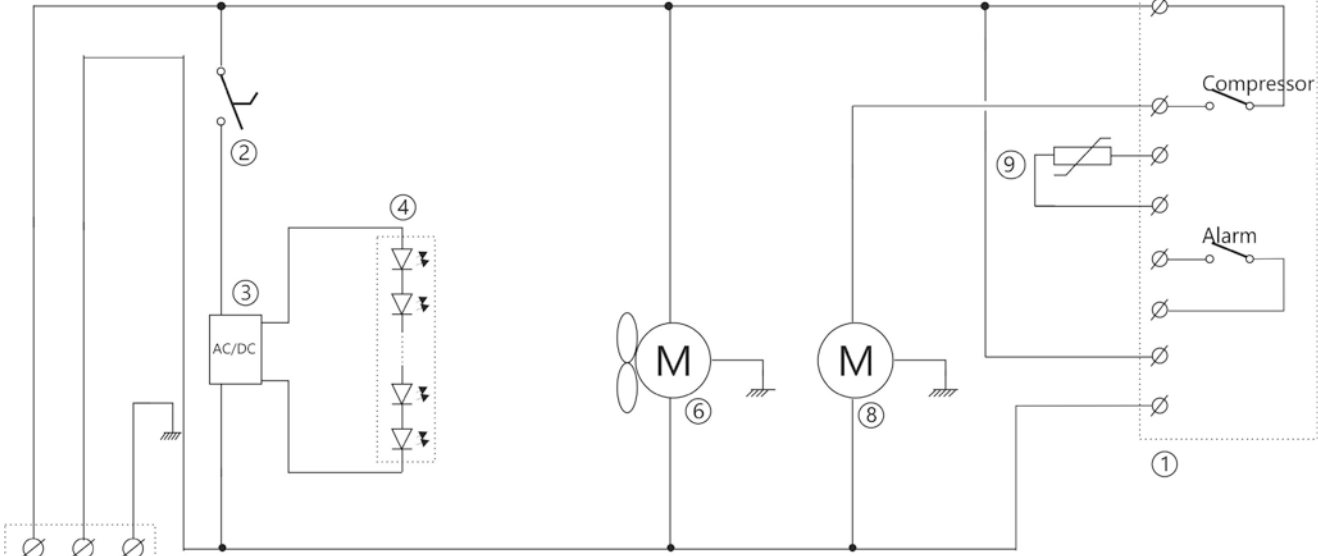 Compressor
②
⑨
④
Alarm
③
AC/DC
M
M
⑥
⑧
①